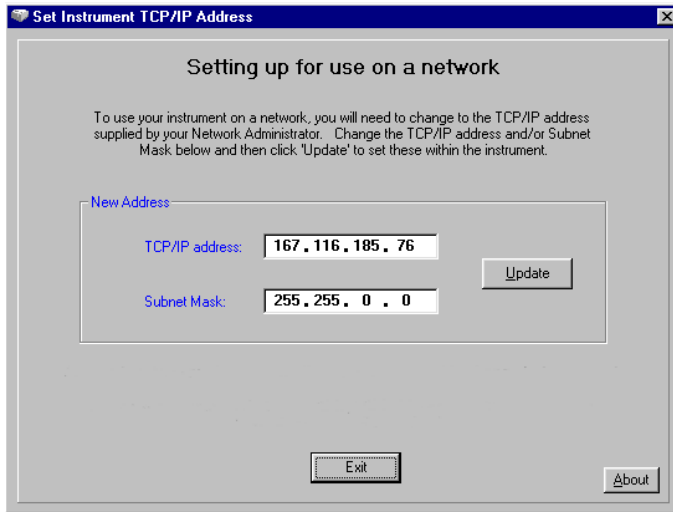 Set Instrument TCP/IP Address
Setting up for use on a network
To use your instrument on a network, you will need to change to the TCP/IP address
supplied by your Network Administrator. Change the TCP/IP address and/or Subnet
Mask below and then click 'Update' to set these within the instrument.
New Address
TCP/IP address: 167.116.185.76
Update
Subnet Mask: 255.255.0.0
Exit
About